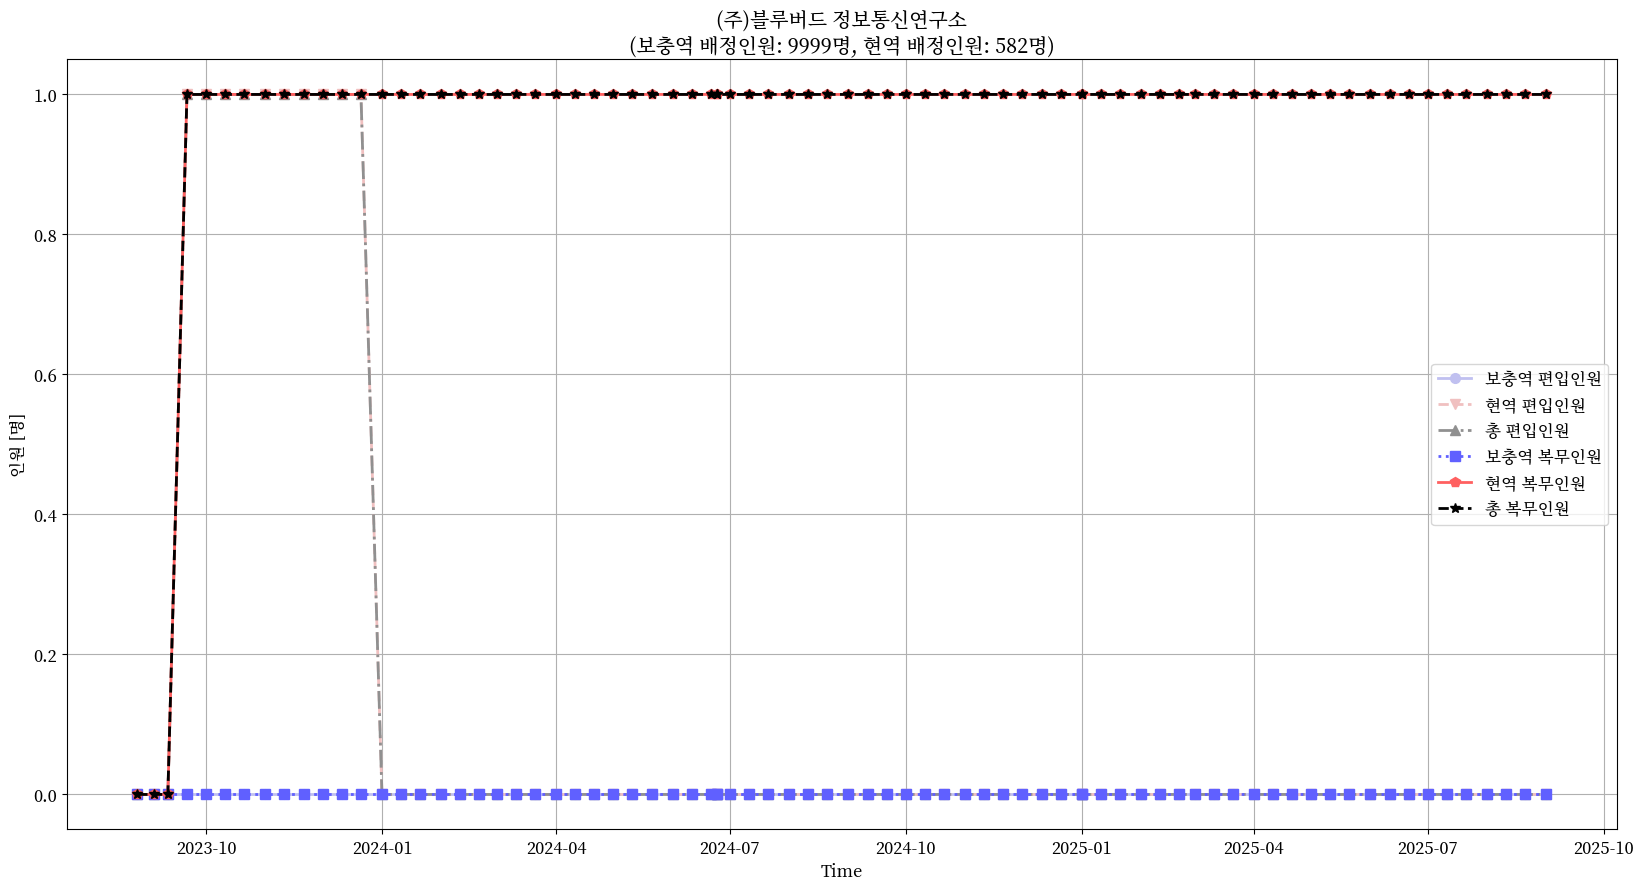 (주)블루버드 정보통신연구소
(보충역 배정인원: 9999명, 현역 배정인원: 582명)
인원 [명]
1.0
0.8
0.6
0.4
0.2
0.0
보충역 편입인원
현역 편입인원
총 편입인원
보충역 복무인원
현역 복무인원
총 복무인원
2023-10 2024-01 2024-04 2024-07 2024-10 2025-01 2025-04 2025-07 2025-10
Time